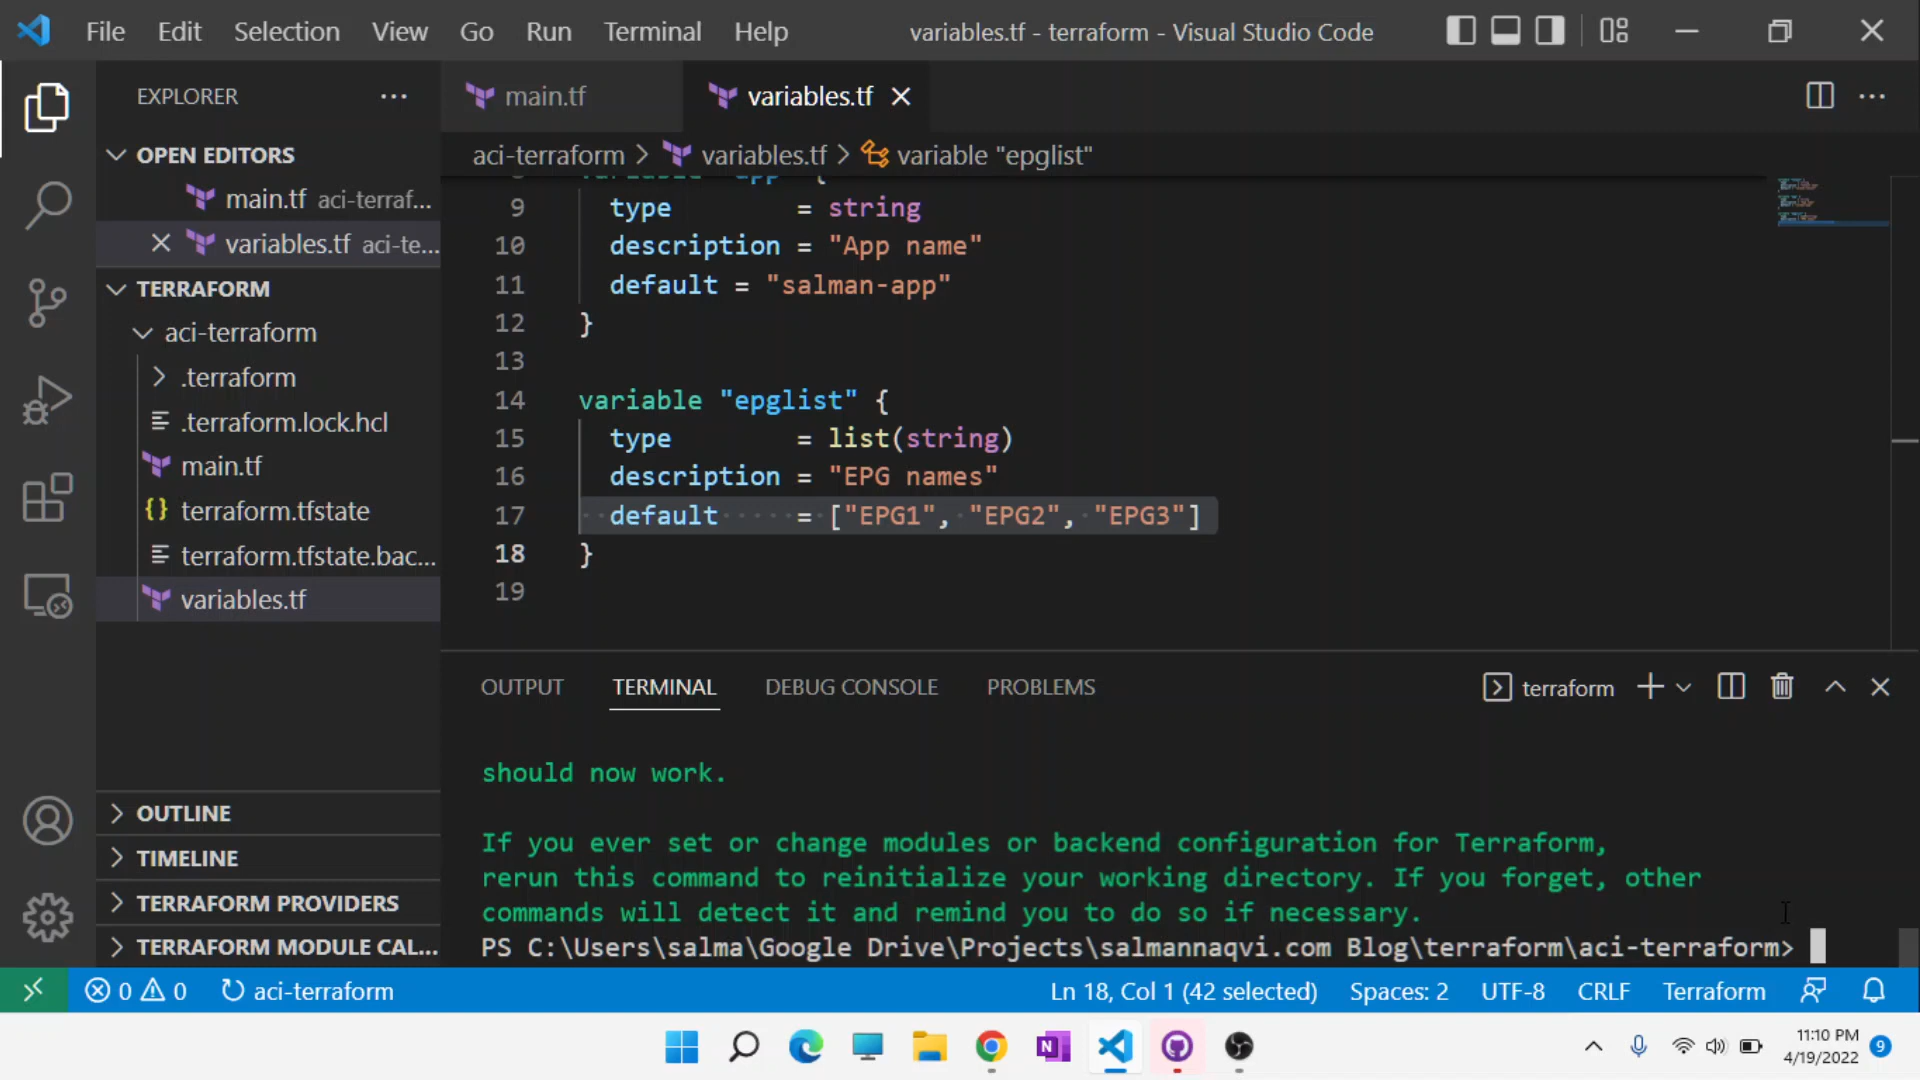 File Edit Selection View Go Run Terminal Help variables.tf - terraform - Visual Studio Code
EXPLORER
main.tf
variables.tf
OPEN EDITORS
main.tf aci-terraf...
variables.tf aci-te...
TERRAFORM
aci-terraform
.terraform
.terraform.lock.hcl
main.tf
terraform.tfstate
terraform.tfstate.bac...
variables.tf
OUTLINE
TIMELINE
TERRAFORM PROVIDERS
TERRAFORM MODULE CAL...
aci-terraform > variables.tf > variable "epglist"
9 type = string
10 description = "App name"
11 default = "salman-app"
12 }
13
14 variable "epglist" {
15 type = list(string)
16 description = "EPG names"
17 default = ["EPG1", "EPG2", "EPG3"]
18 }
19
OUTPUT TERMINAL DEBUG CONSOLE PROBLEMS terraform
should now work.
If you ever set or change modules or backend configuration for Terraform,
rerun this command to reinitialize your working directory. If you forget, other
commands will detect it and remind you to do so if necessary.
PS C:\Users\salma\Google Drive\Projects\salmannaqvi.com Blog\terraform\aci-terraform>
0 0 aci-terraform Ln 18, Col 1 (42 selected) Spaces: 2 UTF-8 CRLF Terraform
11:10 PM
4/19/2022 9